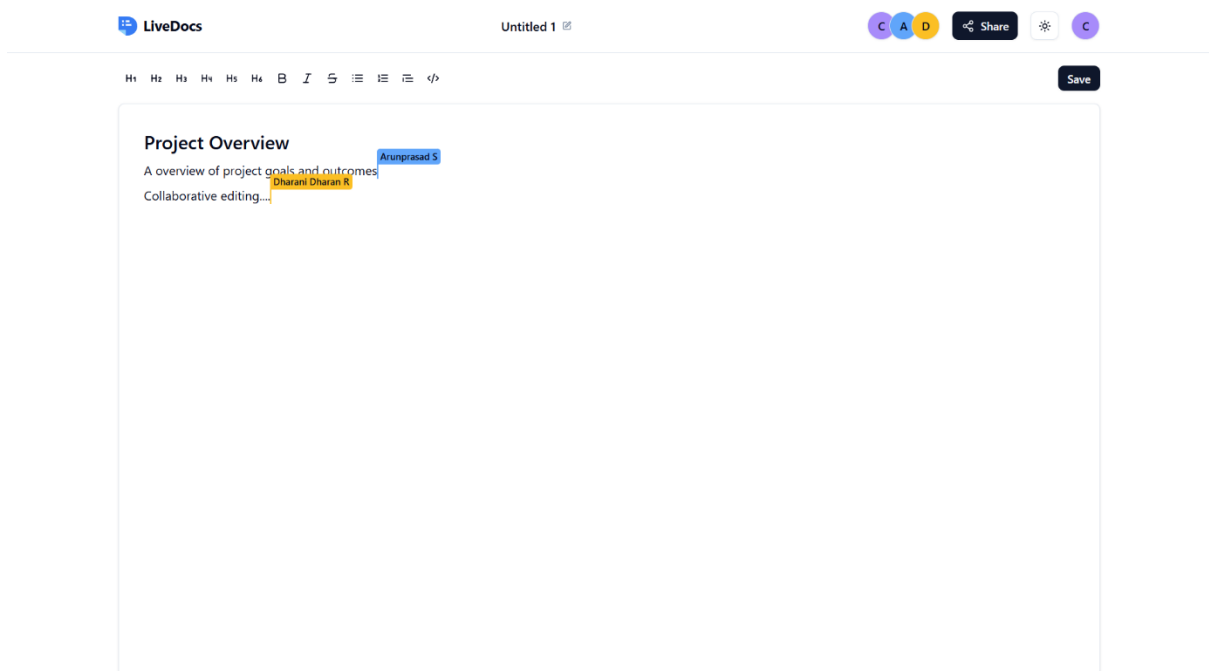 LiveDocs
Untitled 1
C A D
Share
C
H1 H2 H3 H4 H5 H6 B I S </>
Save
Project Overview
Arunprasad S
A overview of project goals and outcomes
Dharani Dharan R
Collaborative editing....